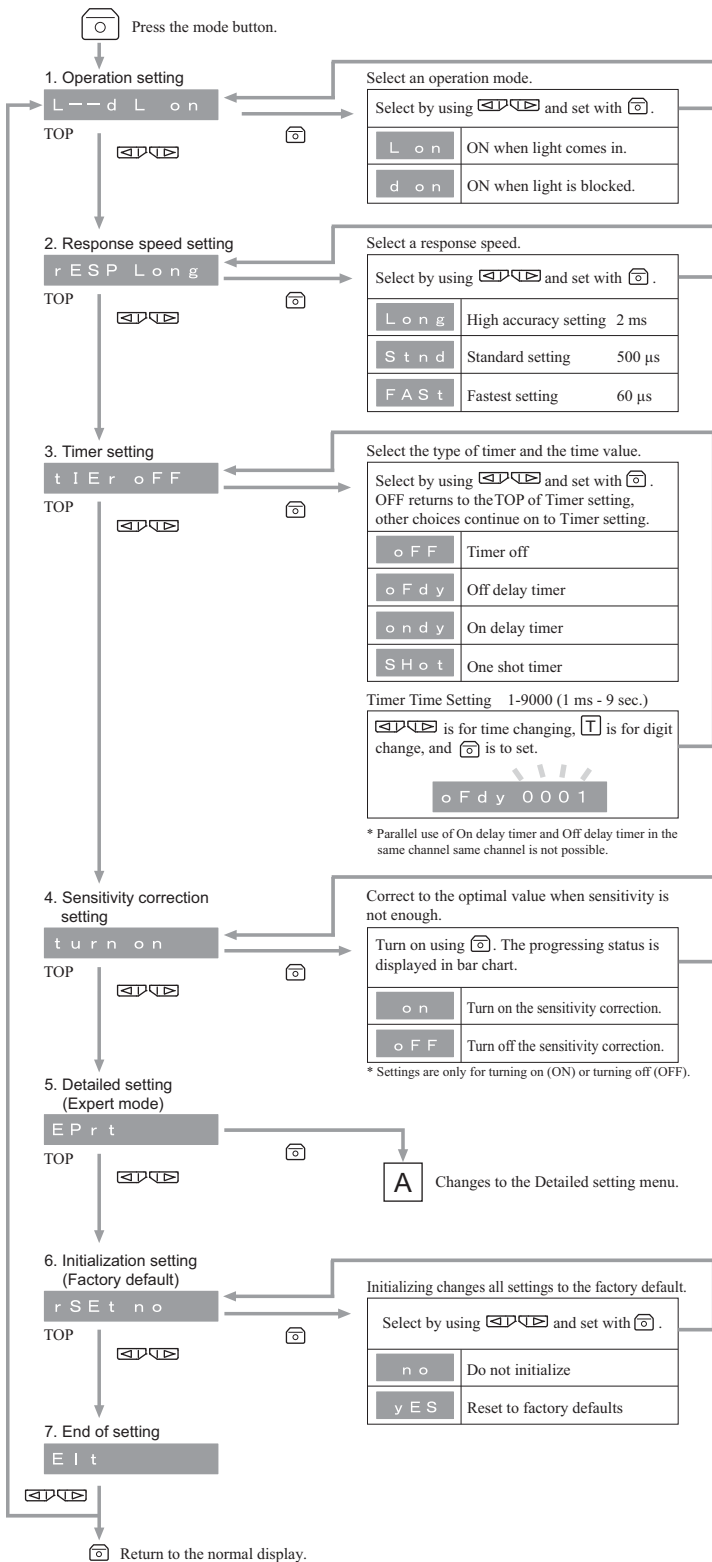 Press the mode button.
1. Operation setting
L――d L on
TOP
Select an operation mode.
Select by using and set with .
L on ON when light comes in.
d on ON when light is blocked.
2. Response speed setting
rESP Long
TOP
Select a response speed.
Select by using and set with .
Long High accuracy setting 2 ms
Stnd Standard setting 500 μs
FASt Fastest setting 60 μs
3. Timer setting
tIEr oFF
TOP
Select the type of timer and the time value.
Select by using and set with .
OFF returns to the TOP of Timer setting,
other choices continue on to Timer setting.
oFF Timer off
oFdy Off delay timer
ondy On delay timer
SHot One shot timer
Timer Time Setting 1-9000 (1 ms - 9 sec.)
is for time changing, T is for digit
change, and is to set.
oFdy 0001
* Parallel use of On delay timer and Off delay timer in the
same channel same channel is not possible.
4. Sensitivity correction
setting
turn on
TOP
Correct to the optimal value when sensitivity is
not enough.
Turn on using . The progressing status is
displayed in bar chart.
on Turn on the sensitivity correction.
oFF Turn off the sensitivity correction.
* Settings are only for turning on (ON) or turning off (OFF).
5. Detailed setting
(Expert mode)
EPrt
TOP
A Changes to the Detailed setting menu.
6. Initialization setting
(Factory default)
rSEt no
TOP
Initializing changes all settings to the factory default.
Select by using and set with .
no Do not initialize
yES Reset to factory defaults
7. End of setting
EIt
Return to the normal display.